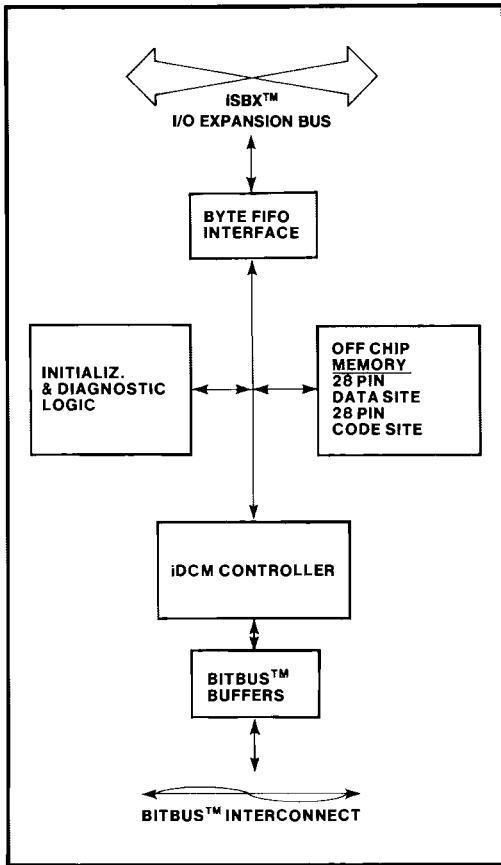 iSBX™
I/O EXPANSION BUS
BYTE FIFO
INTERFACE
INITIALIZ.
& DIAGNOSTIC
LOGIC
OFF CHIP
MEMORY
28 PIN
DATA SITE
28 PIN
CODE SITE
iDCM CONTROLLER
BITBUS™
BUFFERS
BITBUS™ INTERCONNECT